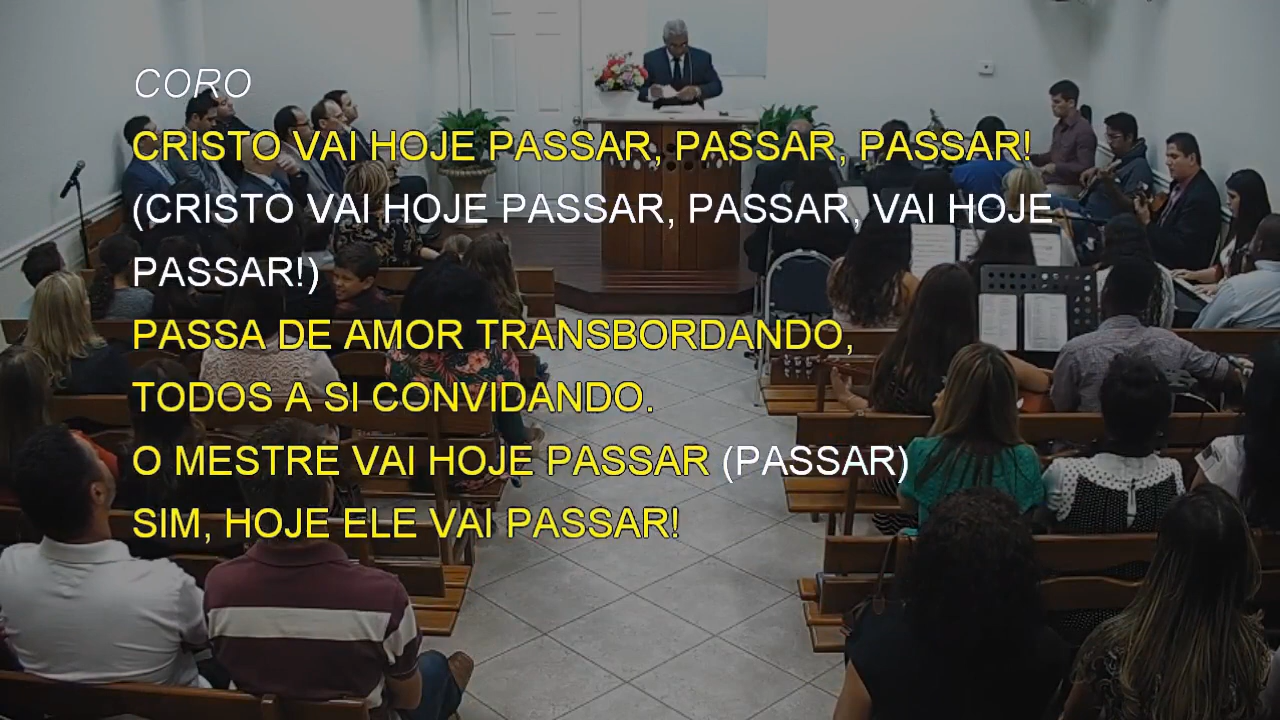 CORO
CRISTO VAI HOJE PASSAR, PASSAR, PASSAR!
(CRISTO VAI HOJE PASSAR, PASSAR, VAI HOJE
PASSAR!)
PASSA DE AMOR TRANSBORDANDO,
TODOS A SI CONVIDANDO.
O MESTRE VAI HOJE PASSAR (PASSAR)
SIM, HOJE ELE VAI PASSAR!